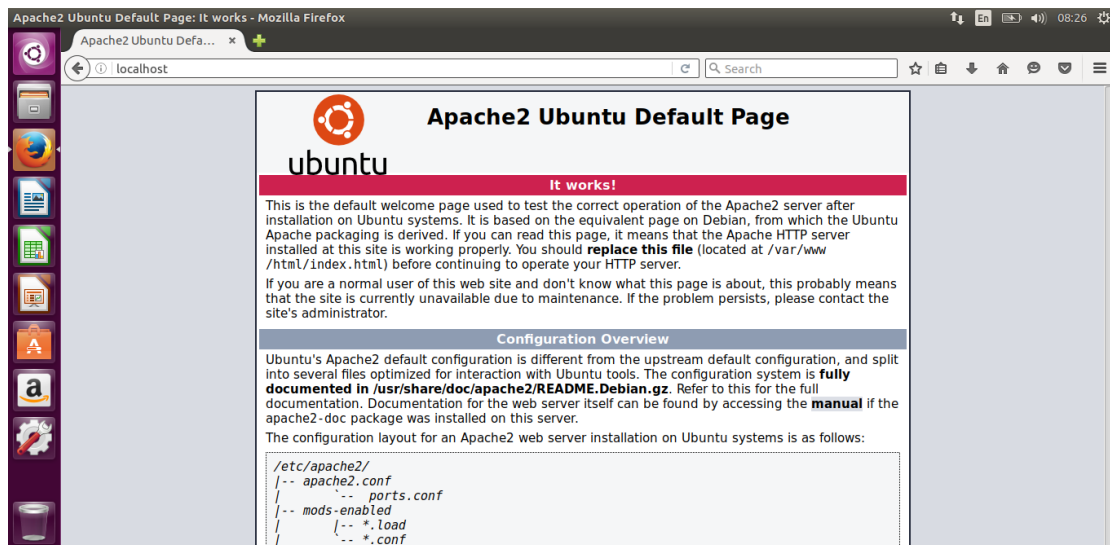 Apache2 Ubuntu Default Page: It works - Mozilla Firefox
En
08:26
Apache2 Ubuntu Defa... ×
localhost
Search
Apache2 Ubuntu Default Page
ubuntu
It works!
This is the default welcome page used to test the correct operation of the Apache2 server after
installation on Ubuntu systems. It is based on the equivalent page on Debian, from which the Ubuntu
Apache packaging is derived. If you can read this page, it means that the Apache HTTP server
installed at this site is working properly. You should replace this file (located at /var/www
/html/index.html) before continuing to operate your HTTP server.
If you are a normal user of this web site and don't know what this page is about, this probably means
that the site is currently unavailable due to maintenance. If the problem persists, please contact the
site's administrator.
Configuration Overview
Ubuntu's Apache2 default configuration is different from the upstream default configuration, and split
into several files optimized for interaction with Ubuntu tools. The configuration system is fully
documented in /usr/share/doc/apache2/README.Debian.gz. Refer to this for the full
documentation. Documentation for the web server itself can be found by accessing the manual if the
apache2-doc package was installed on this server.
The configuration layout for an Apache2 web server installation on Ubuntu systems is as follows:
/etc/apache2/
|-- apache2.conf
|       `--  ports.conf
|-- mods-enabled
|       |-- *.load
|       `-- *.conf
A
a